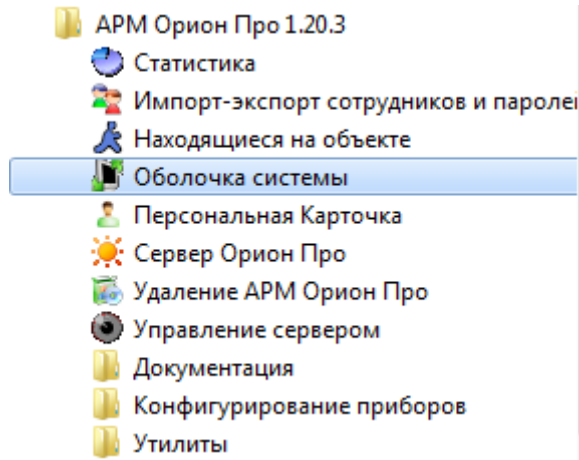 АРМ Орион Про 1.20.3
Статистика
Импорт-экспорт сотрудников и пароле
Находящиеся на объекте
Оболочка системы
Персональная Карточка
Сервер Орион Про
Удаление АРМ Орион Про
Управление сервером
Документация
Конфигурирование приборов
Утилиты